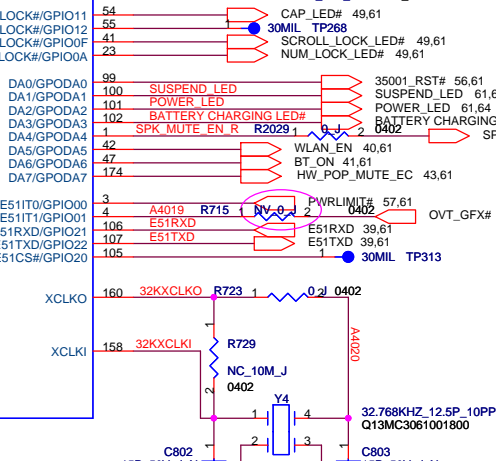 LOCK#/GPIO11 54 CAP_LED# 49,61
LOCK#/GPIO12 55 1 30MIL TP268
LOCK#/GPIO0F 41 SCROLL_LOCK_LED# 49,61
LOCK#/GPIO0A 23 NUM_LOCK_LED# 49,61
DA0/GPODA0 99 35001_RST# 56,61
DA1/GPODA1 100 SUSPEND_LED SUSPEND_LED 61,6
DA2/GPODA2 101 POWER_LED POWER_LED 61,64
DA3/GPODA3 102 BATTERY CHARGING LED# BATTERY CHARGING
DA4/GPODA4 1 SPK_MUTE_EN_R R2029 1 0_J 2 0402 SP
DA5/GPODA5 42 WLAN_EN 40,61
DA6/GPODA6 47 BT_ON 41,61
DA7/GPODA7 174 HW_POP_MUTE_EC 43,61
E51IT0/GPIO00 3 PWRLIMIT# 57,61
E51IT1/GPIO01 4 A4019 R715 1 NV_0_J 2 0402 OVT_GFX#
51RXD/GPIO21 106 E51RXD E51RXD 39,61
51TXD/GPIO22 107 E51TXD E51TXD 39,61
E51CS#/GPIO20 105 1 30MIL TP313
XCLKO 160 32KXCLKO R723 1 0_J 2 0402
1
R729
A4020
XCLKI 158 32KXCLKI
NC_10M_J
0402
2
Y4
1 4
32.768KHZ_12.5P_10PP
Q13MC3061001800
2 3
C802 1 1 C803